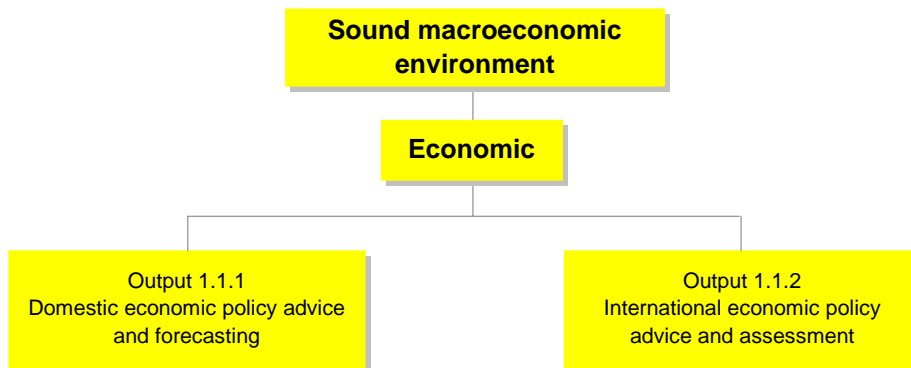 Sound macroeconomic
environment
Economic
Output 1.1.1
Domestic economic policy advice
and forecasting
Output 1.1.2
International economic policy
advice and assessment